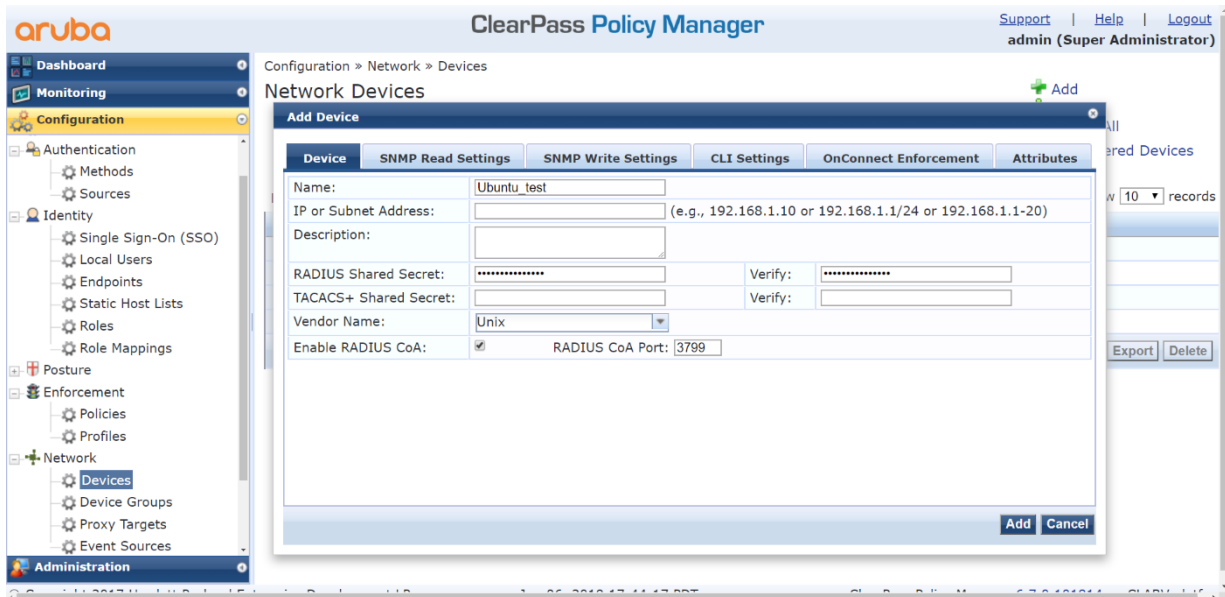 aruba
ClearPass Policy Manager
Support | Help | Logout
admin (Super Administrator)
Dashboard
Monitoring
Configuration
Authentication
Methods
Sources
Identity
Single Sign-On (SSO)
Local Users
Endpoints
Static Host Lists
Roles
Role Mappings
Posture
Enforcement
Policies
Profiles
Network
Devices
Device Groups
Proxy Targets
Event Sources
Administration
Configuration » Network » Devices
Network Devices
Add
All
ered Devices
w 10 records
Export Delete
Add Device
Device SNMP Read Settings SNMP Write Settings CLI Settings OnConnect Enforcement Attributes
Name: Ubuntu_test
IP or Subnet Address: (e.g., 192.168.1.10 or 192.168.1.1/24 or 192.168.1.1-20)
Description:
RADIUS Shared Secret: ••••••••••••••• Verify: •••••••••••••••
TACACS+ Shared Secret: Verify:
Vendor Name: Unix
Enable RADIUS CoA: RADIUS CoA Port: 3799
Add Cancel